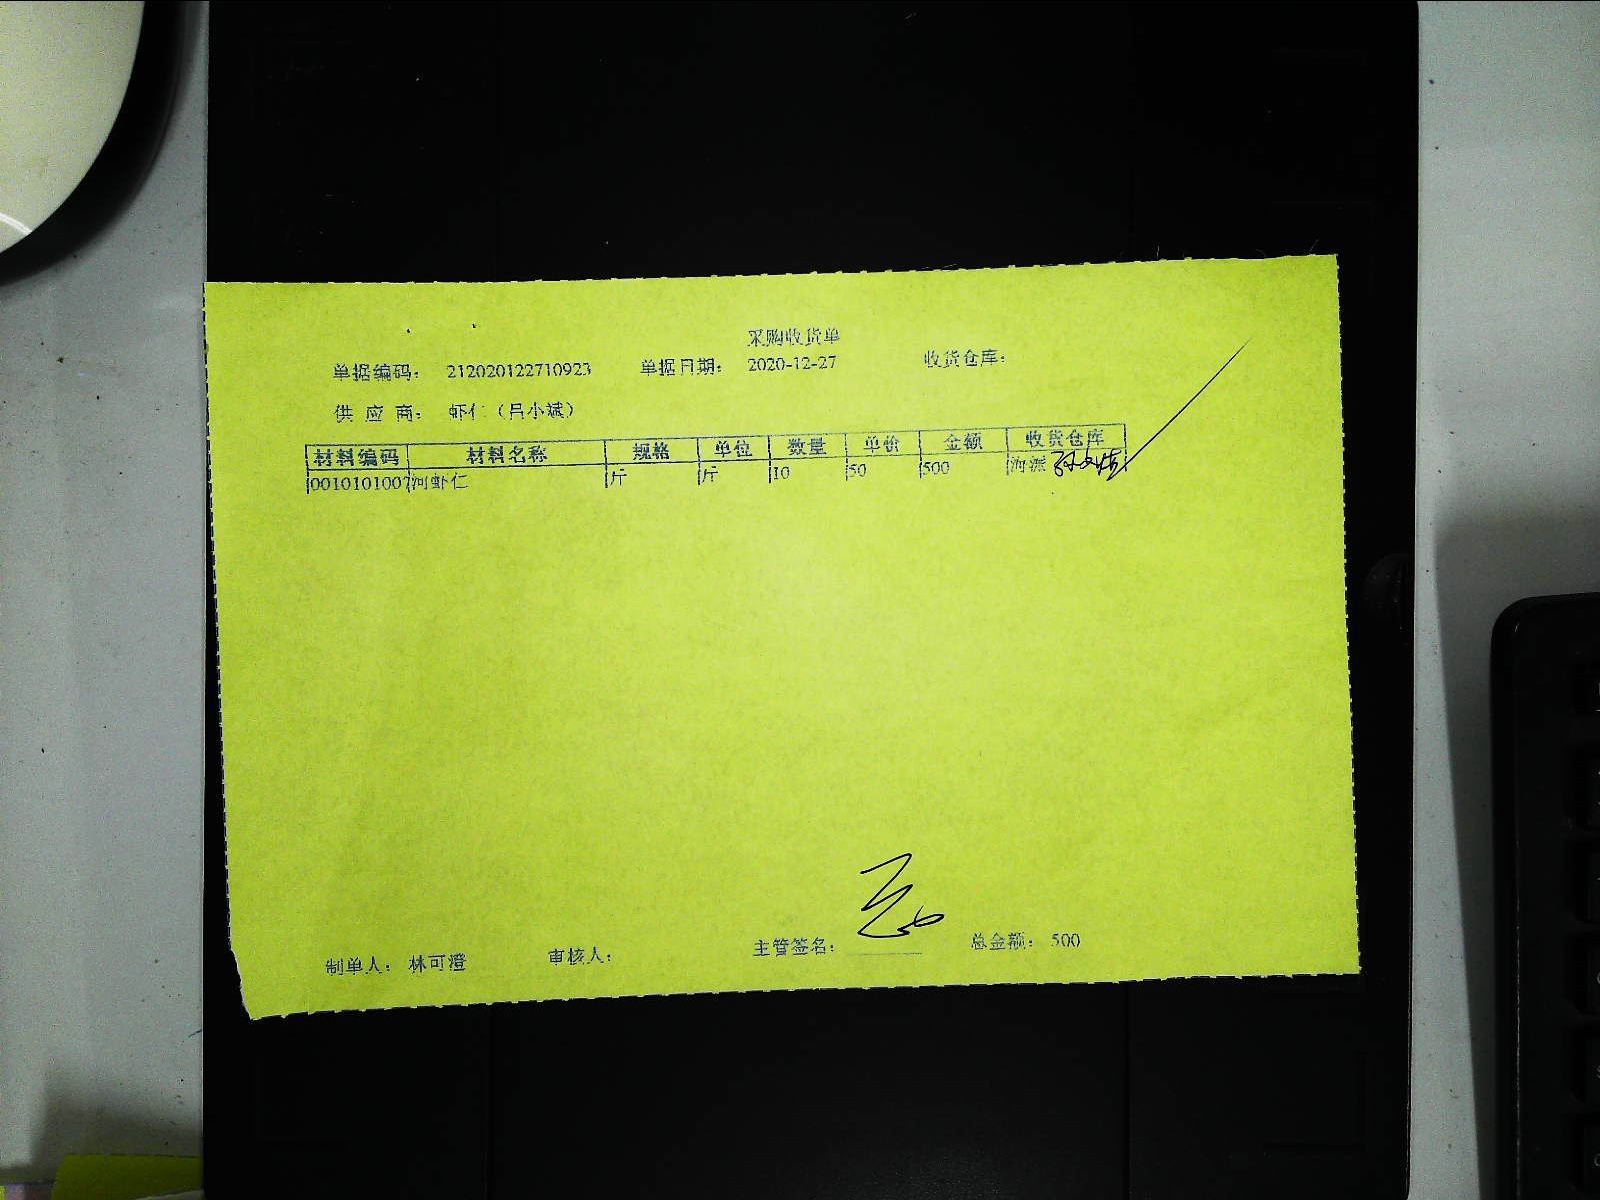 采购收货单
单据编码： 212020122710923 单据日期： 2020-12-27 收货仓库：
供 应 商： 虾仁（吕小斌）
材料编码 材料名称 规格 单位 数量 单价 金额 收货仓库
0010101007 河虾仁 斤 斤 10 50 500 海派
制单人： 林可澄 审核人： 主管签名： 总金额： 500